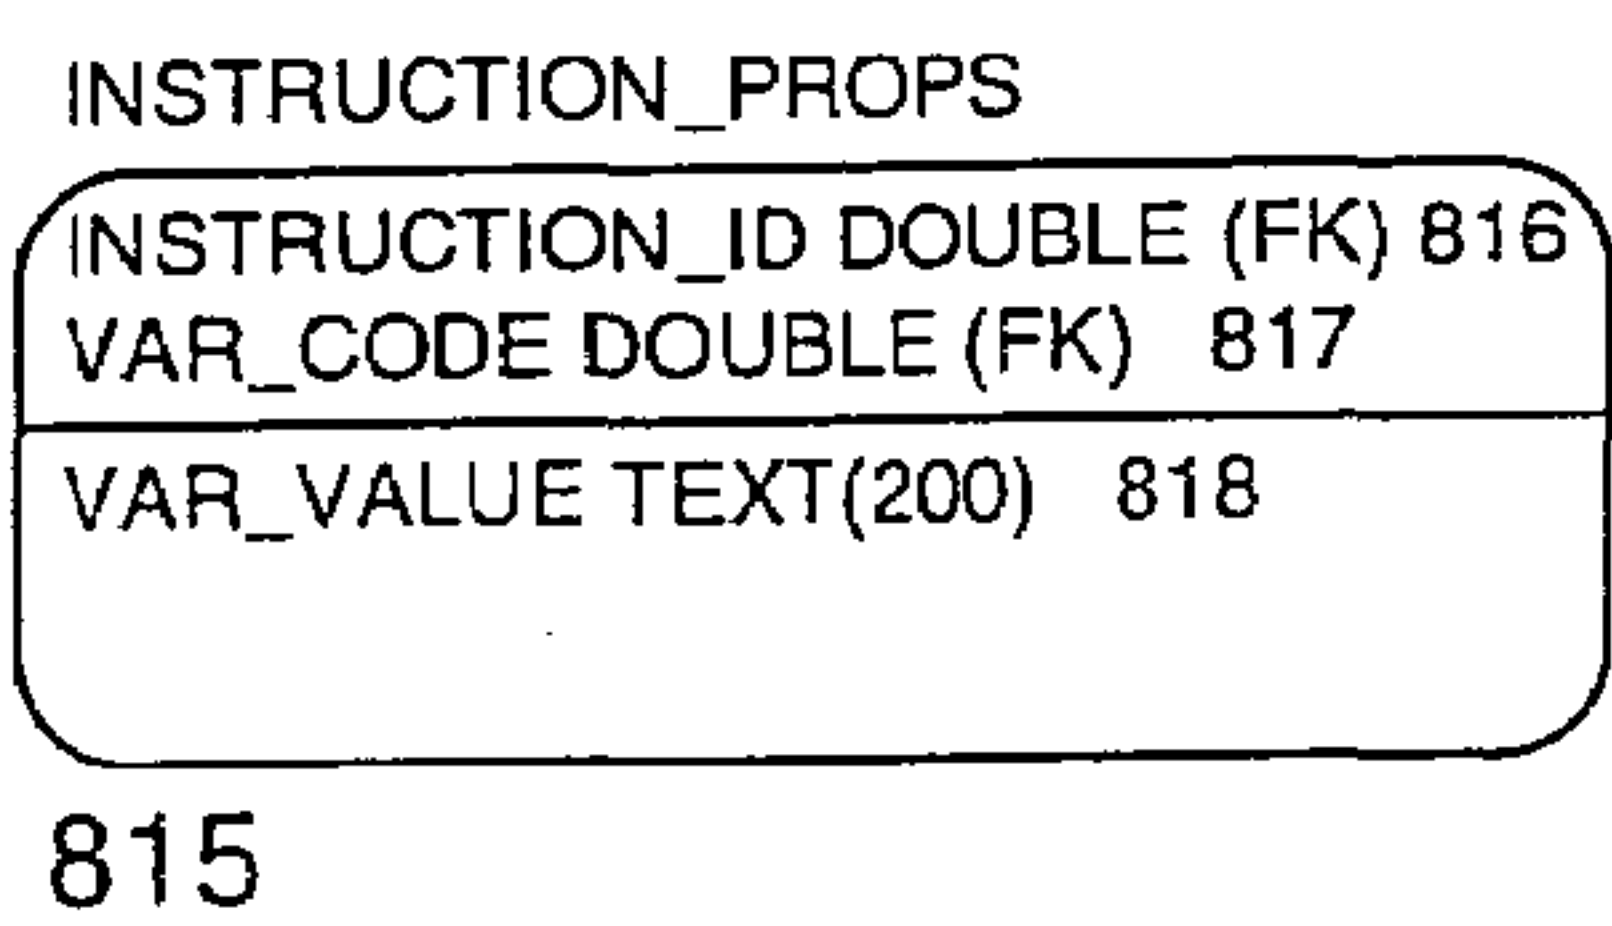 INSTRUCTION_PROPS
INSTRUCTION_ID DOUBLE (FK) 816
VAR_CODE DOUBLE (FK) 817
VAR_VALUE TEXT(200) 818
815